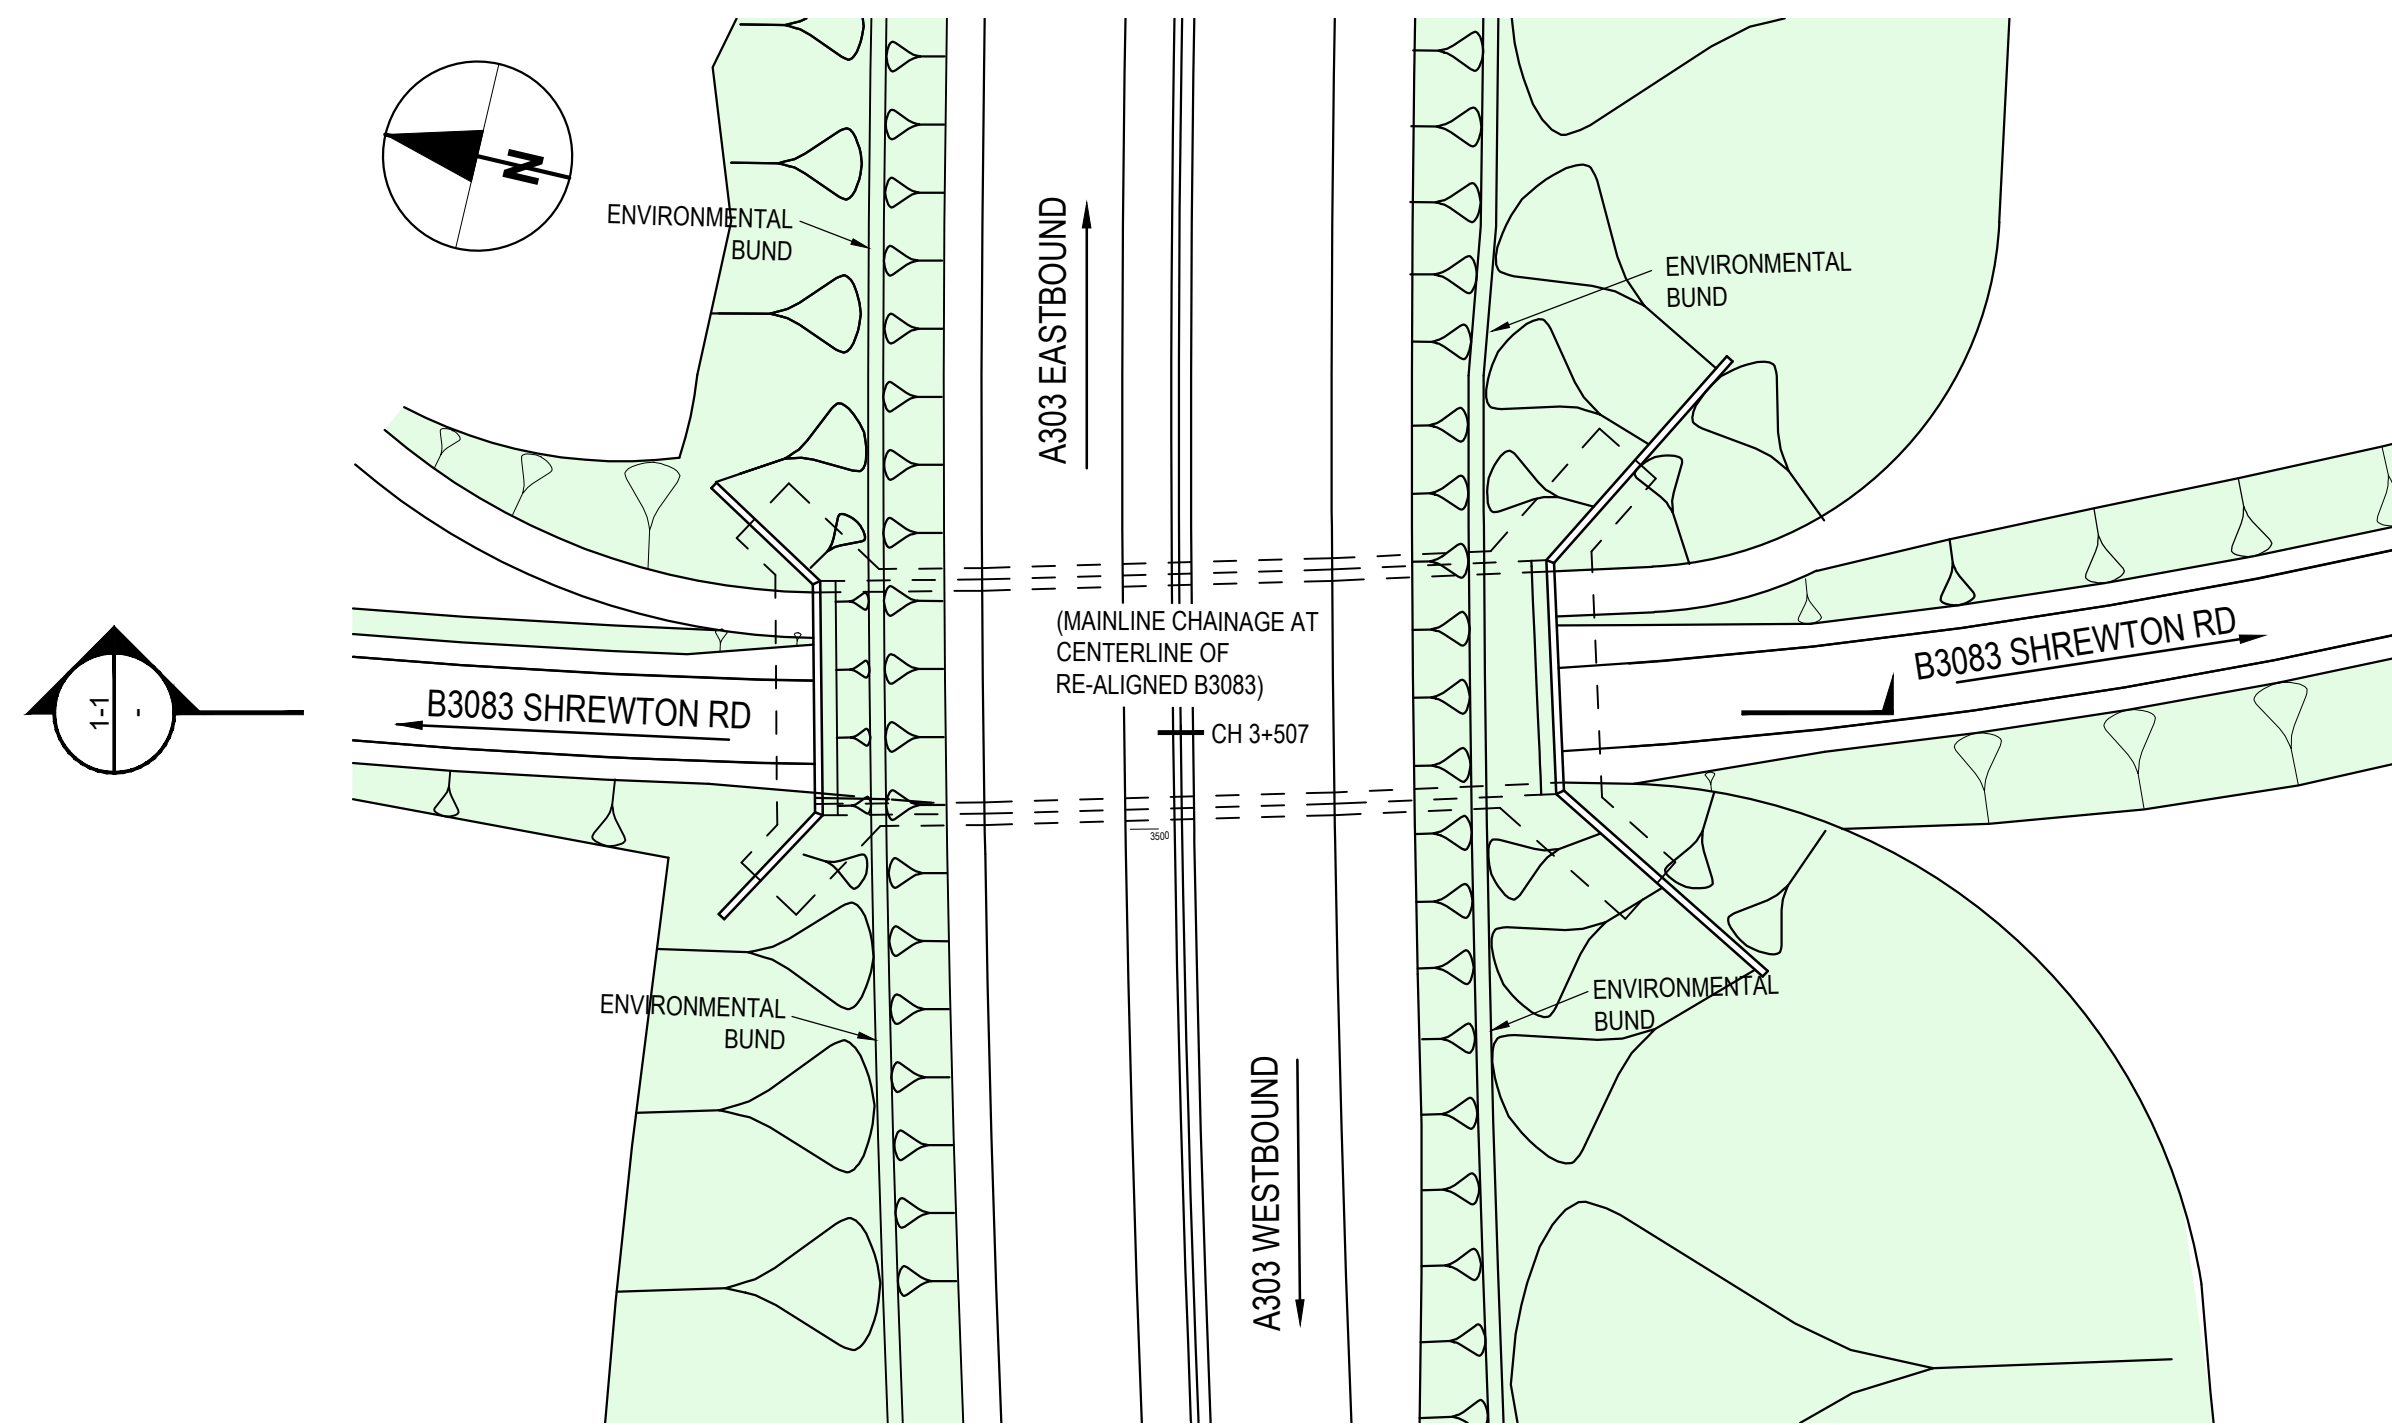 N
ENVIRONMENTAL
BUND
A303 EASTBOUND
ENVIRONMENTAL
BUND
(MAINLINE CHAINAGE AT
CENTERLINE OF
RE-ALIGNED B3083)
CH 3+507
B3083 SHREWTON RD
B3083 SHREWTON RD
1-1
-
3500
ENVIRONMENTAL
BUND
ENVIRONMENTAL
BUND
A303 WESTBOUND